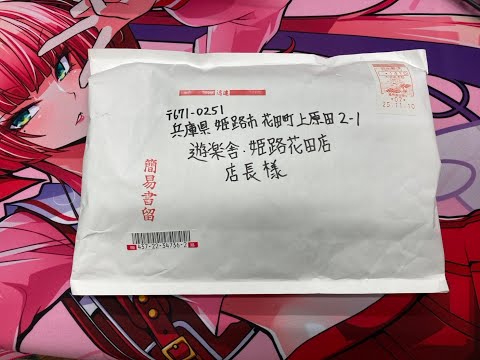 〒671-0251
兵庫県 姫路市 花田町上原田2-1
遊楽舎・姫路花田店
店長様
簡易書留